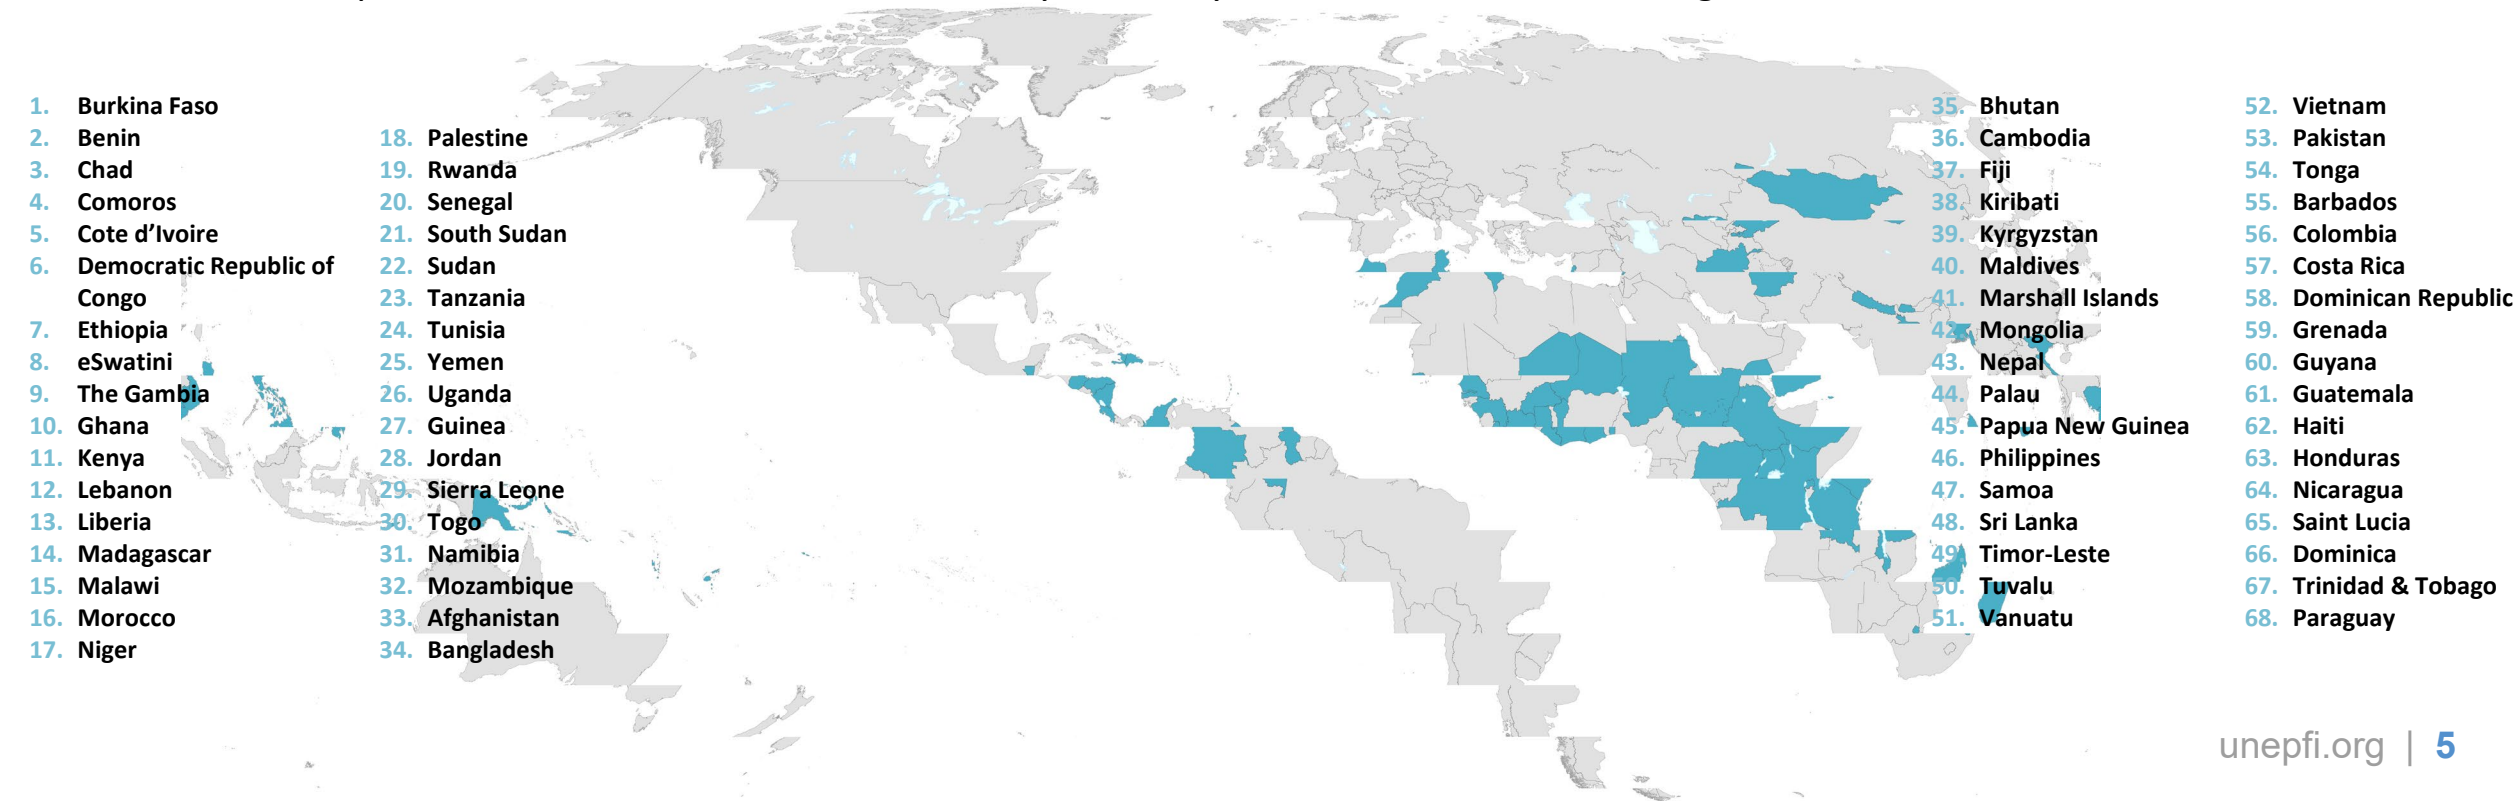 1. Burkina Faso
2. Benin
3. Chad
4. Comoros
5. Cote d’Ivoire
6. Democratic Republic of
Congo
7. Ethiopia
8. eSwatini
9. The Gambia
10. Ghana
11. Kenya
12. Lebanon
13. Liberia
14. Madagascar
15. Malawi
16. Morocco
17. Niger
18. Palestine
19. Rwanda
20. Senegal
21. South Sudan
22. Sudan
23. Tanzania
24. Tunisia
25. Yemen
26. Uganda
27. Guinea
28. Jordan
29. Sierra Leone
30. Togo
31. Namibia
32. Mozambique
33. Afghanistan
34. Bangladesh
35. Bhutan
36. Cambodia
37. Fiji
38. Kiribati
39. Kyrgyzstan
40. Maldives
41. Marshall Islands
42. Mongolia
43. Nepal
44. Palau
45. Papua New Guinea
46. Philippines
47. Samoa
48. Sri Lanka
49. Timor-Leste
50. Tuvalu
51. Vanuatu
52. Vietnam
53. Pakistan
54. Tonga
55. Barbados
56. Colombia
57. Costa Rica
58. Dominican Republic
59. Grenada
60. Guyana
61. Guatemala
62. Haiti
63. Honduras
64. Nicaragua
65. Saint Lucia
66. Dominica
67. Trinidad & Tobago
68. Paraguay
unepfi.org | 5